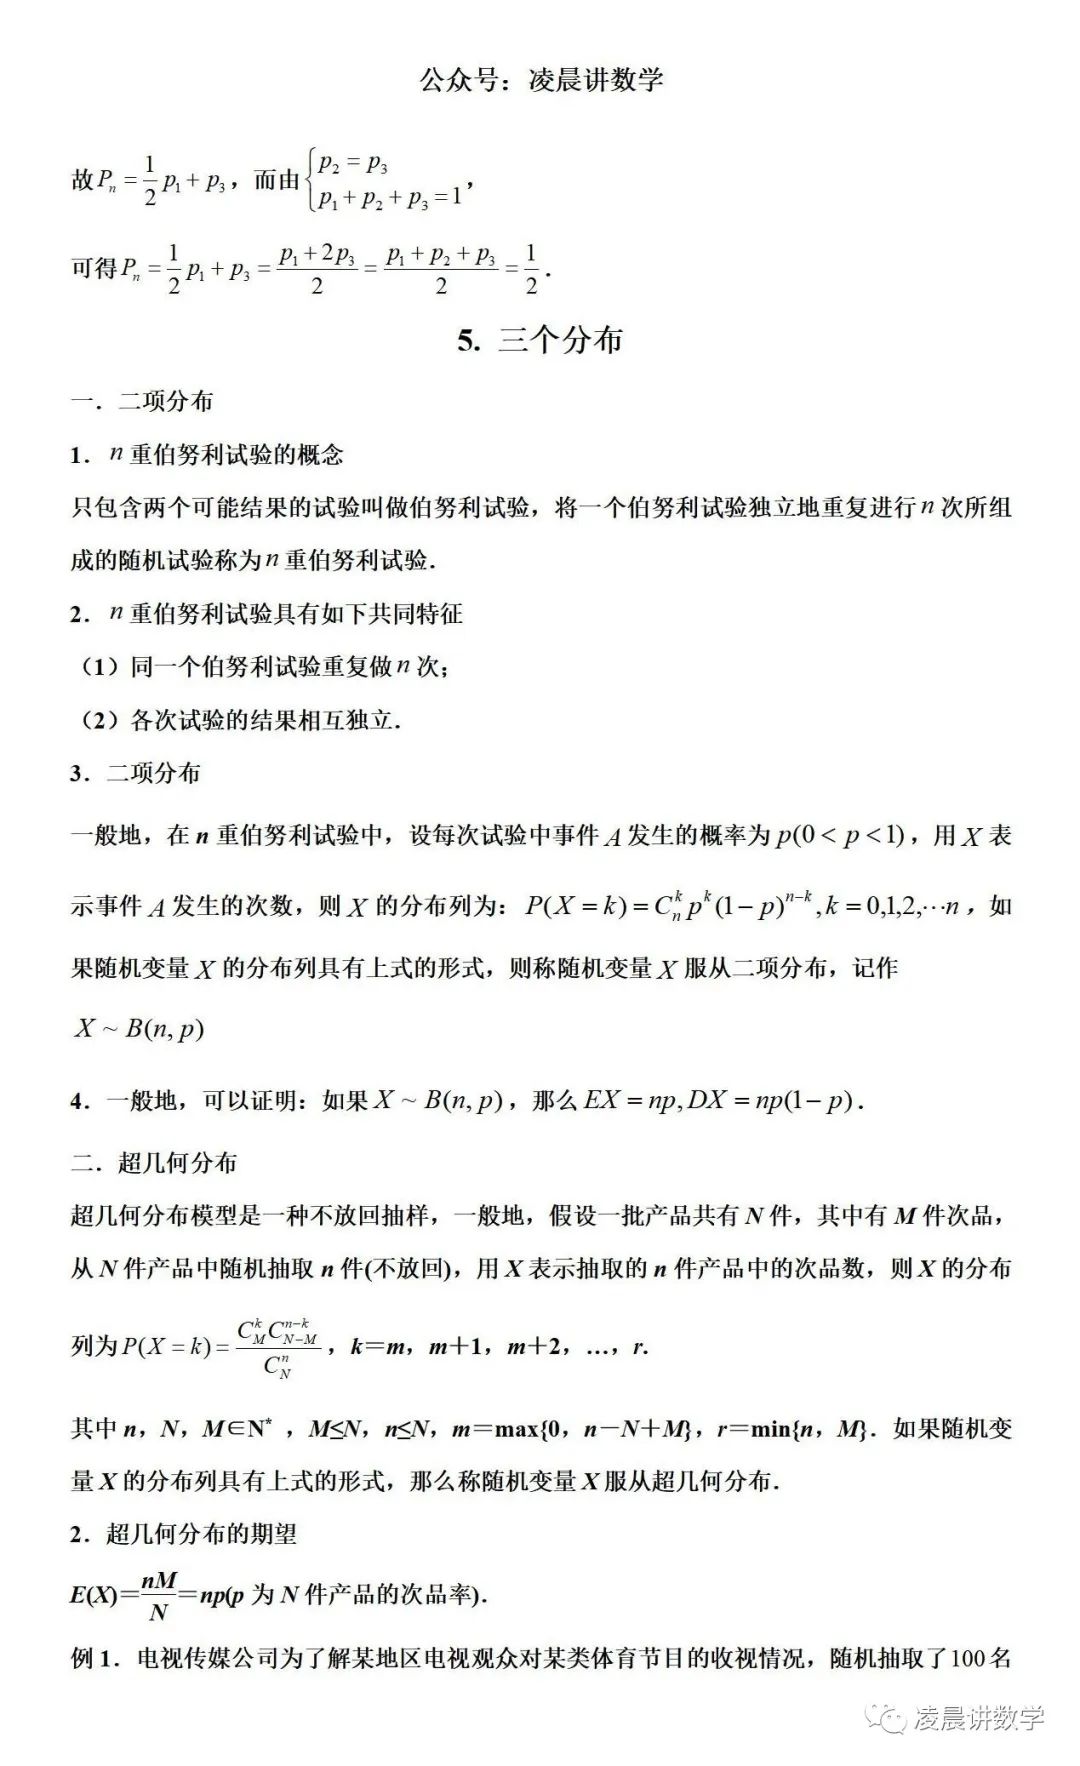 公众号：凌晨讲数学
故 $P_n=\frac{1}{2}p_1+p_3$，而由 $\begin{cases}p_2=p_3\\p_1+p_2+p_3=1\end{cases}$，
可得 $P_n=\frac{1}{2}p_1+p_3=\frac{p_1+2p_3}{2}=\frac{p_1+p_2+p_3}{2}=\frac{1}{2}$．
5. 三个分布
一．二项分布
1．n 重伯努利试验的概念
只包含两个可能结果的试验叫做伯努利试验，将一个伯努利试验独立地重复进行 n 次所组
成的随机试验称为 n 重伯努利试验．
2．n 重伯努利试验具有如下共同特征
（1）同一个伯努利试验重复做 n 次；
（2）各次试验的结果相互独立．
3．二项分布
一般地，在 n 重伯努利试验中，设每次试验中事件 A 发生的概率为 $p(0<p<1)$，用 X 表
示事件 A 发生的次数，则 X 的分布列为：$P(X=k)=C_n^k p^k(1-p)^{n-k},k=0,1,2,\cdots n$，如
果随机变量 X 的分布列具有上式的形式，则称随机变量 X 服从二项分布，记作
$X\sim B(n,p)$
4．一般地，可以证明：如果 $X\sim B(n,p)$，那么 $EX=np,DX=np(1-p)$．
二．超几何分布
超几何分布模型是一种不放回抽样，一般地，假设一批产品共有 N 件，其中有 M 件次品，
从 N 件产品中随机抽取 n 件(不放回)，用 X 表示抽取的 n 件产品中的次品数，则 X 的分布
列为 $P(X=k)=\frac{C_M^k C_{N-M}^{n-k}}{C_N^n}$，k＝m，m＋1，m＋2，…，r.
其中 n，N，M∈N*，M≤N，n≤N，m＝max{0，n－N＋M}，r＝min{n，M}．如果随机变
量 X 的分布列具有上式的形式，那么称随机变量 X 服从超几何分布．
2．超几何分布的期望
$E(X)＝\frac{nM}{N}＝np$(p 为 N 件产品的次品率)．
例 1．电视传媒公司为了解某地区电视观众对某类体育节目的收视情况，随机抽取了100名
凌晨讲数学